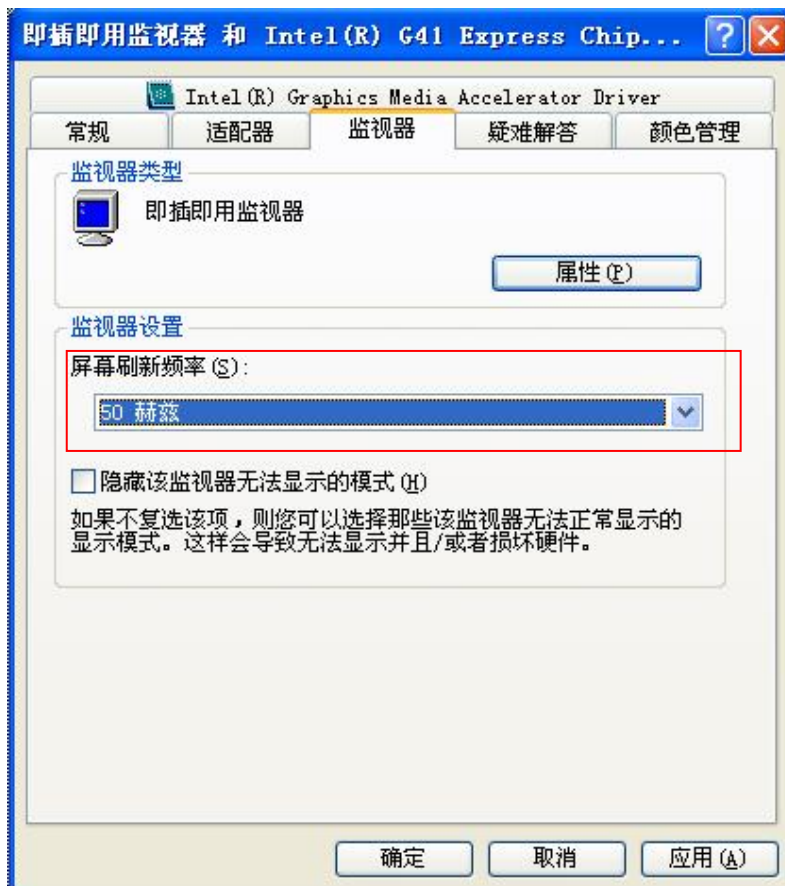 即插即用监视器 和 Intel(R) G41 Express Chip...
Intel(R) Graphics Media Accelerator Driver
常规 适配器 监视器 疑难解答 颜色管理
监视器类型
即插即用监视器
属性(P)
监视器设置
屏幕刷新频率(S):
50 赫兹
隐藏该监视器无法显示的模式(H)
如果不复选该项，则您可以选择那些该监视器无法正常显示的
显示模式。这样会导致无法显示并且/或者损坏硬件。
确定 取消 应用(A)